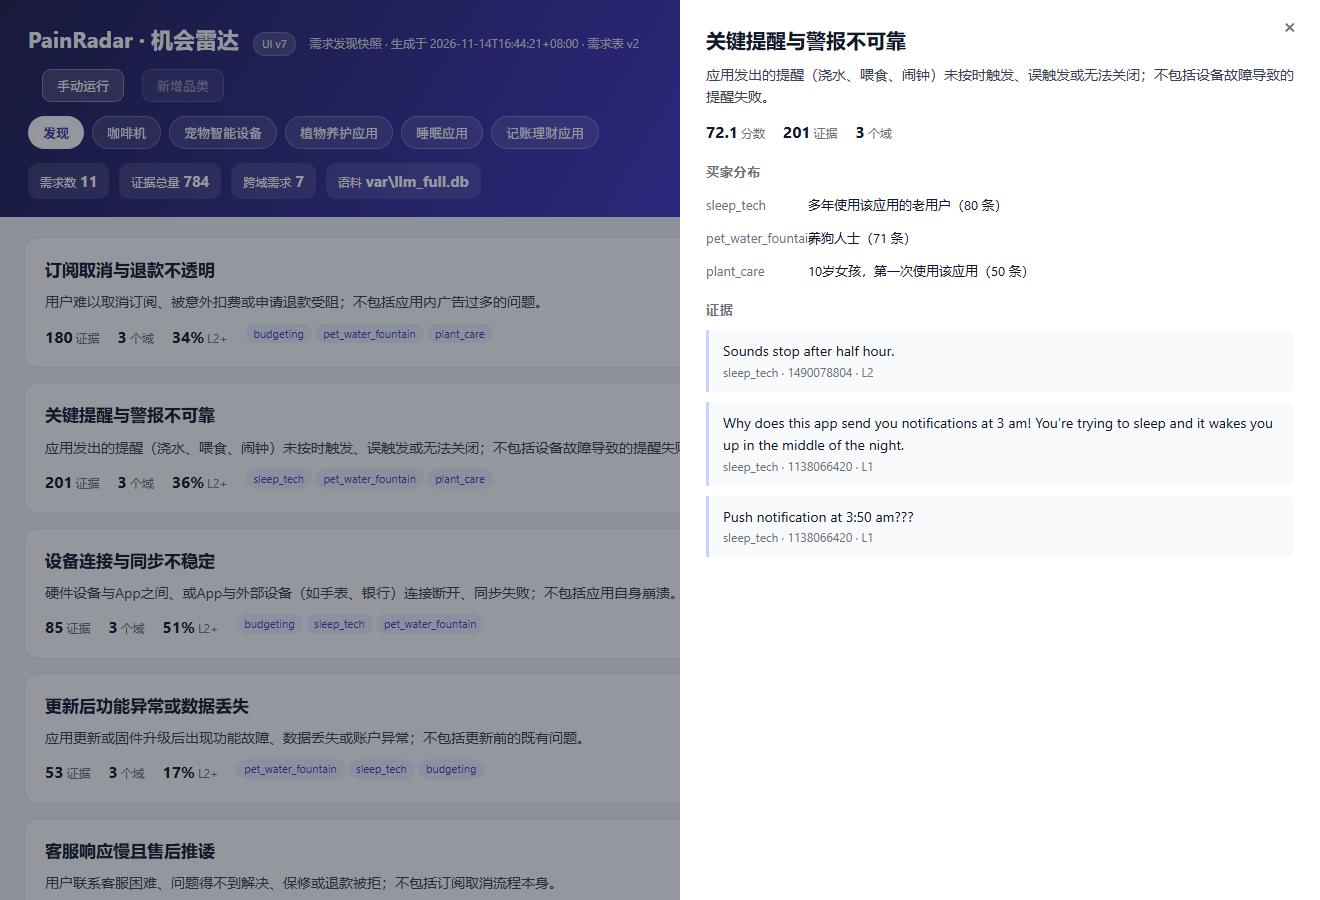 PainRadar · 机会雷达 UI v7 需求发现快照 · 生成于 2026-11-14T16:44:21+08:00 · 需求表 v2
手动运行 新增品类
发现 咖啡机 宠物智能设备 植物养护应用 睡眠应用 记账理财应用
需求数 11 证据总量 784 跨域需求 7 语料 var\llm_full.db
订阅取消与退款不透明
用户难以取消订阅、被意外扣费或申请退款受阻；不包括应用内广告过多的问题。
180 证据 3 个域 34% L2+ budgeting pet_water_fountain plant_care
关键提醒与警报不可靠
应用发出的提醒（浇水、喂食、闹钟）未按时触发、误触发或无法关闭；不包括设备故障导致的提醒失
201 证据 3 个域 36% L2+ sleep_tech pet_water_fountain plant_care
设备连接与同步不稳定
硬件设备与App之间、或App与外部设备（如手表、银行）连接断开、同步失败；不包括应用自身崩溃。
85 证据 3 个域 51% L2+ budgeting sleep_tech pet_water_fountain
更新后功能异常或数据丢失
应用更新或固件升级后出现功能故障、数据丢失或账户异常；不包括更新前的既有问题。
53 证据 3 个域 17% L2+ pet_water_fountain sleep_tech budgeting
客服响应慢且售后推诿
用户联系客服困难、问题得不到解决、保修或退款被拒；不包括订阅取消流程本身。
×
关键提醒与警报不可靠
应用发出的提醒（浇水、喂食、闹钟）未按时触发、误触发或无法关闭；不包括设备故障导致的
提醒失败。
72.1 分数 201 证据 3 个域
买家分布
sleep_tech 多年使用该应用的老用户（80 条）
pet_water_fountain 养狗人士（71 条）
plant_care 10岁女孩，第一次使用该应用（50 条）
证据
Sounds stop after half hour.
sleep_tech · 1490078804 · L2
Why does this app send you notifications at 3 am! You’re trying to sleep and it wakes you
up in the middle of the night.
sleep_tech · 1138066420 · L1
Push notification at 3:50 am???
sleep_tech · 1138066420 · L1